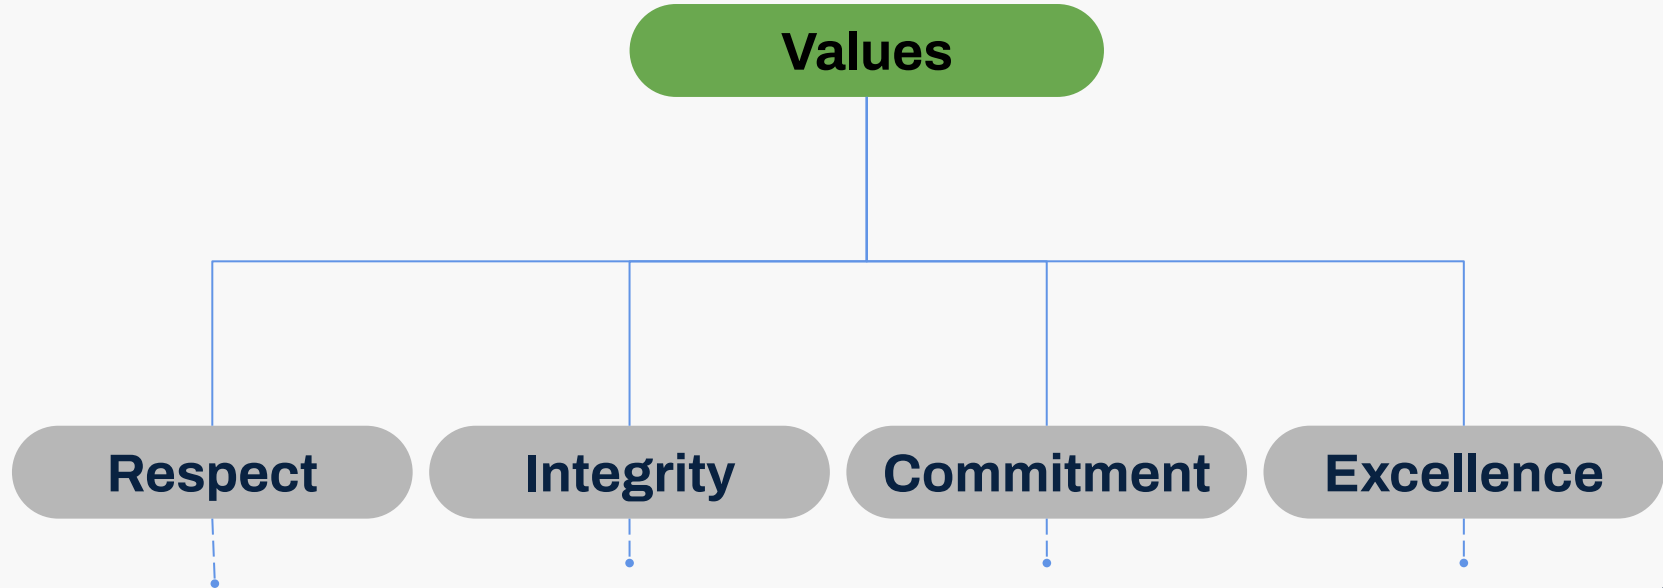 Values
Respect
Integrity
Commitment
Excellence